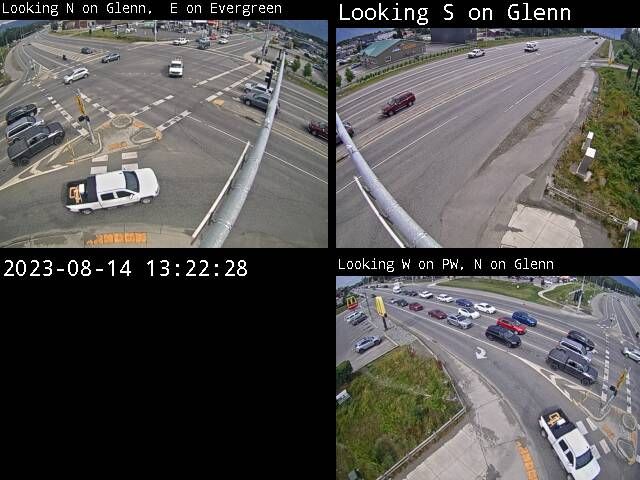 Looking N on Glenn,  E on Evergreen
Looking S on Glenn
2023-08-14 13:22:28
Looking W on PW, N on Glenn